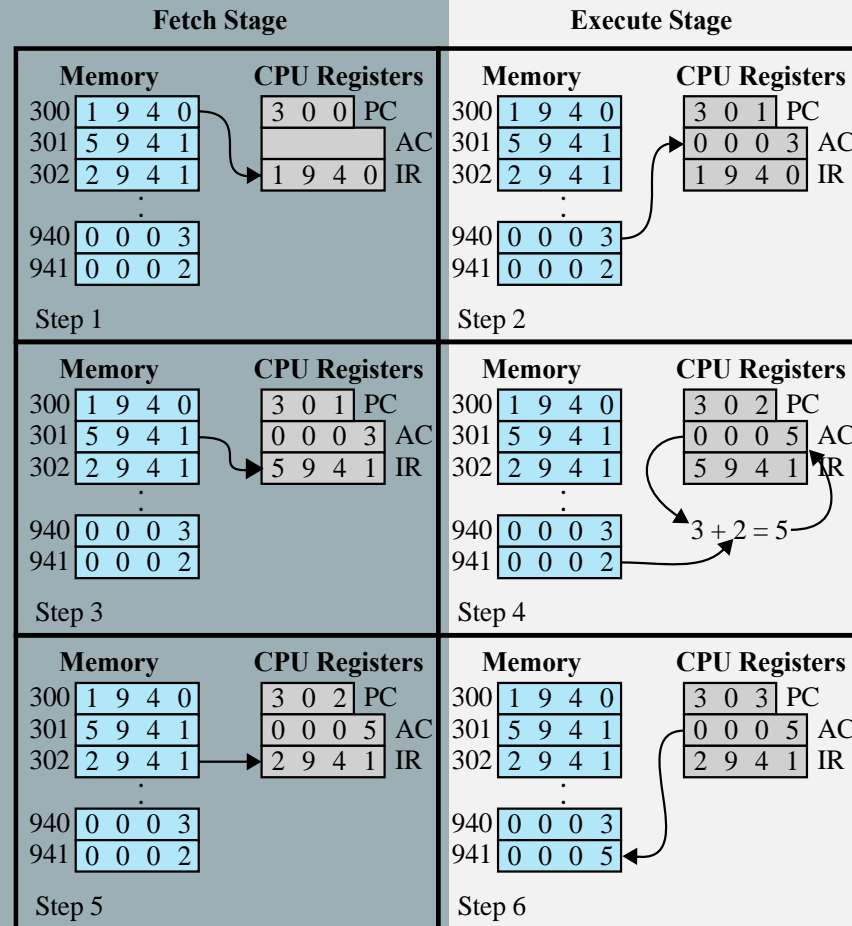 Fetch Stage
Execute Stage
Memory CPU Registers
300 1 9 4 0 3 0 0 PC
301 5 9 4 1 AC
302 2 9 4 1 1 9 4 0 IR
940 0 0 0 3
941 0 0 0 2
Step 1
Memory CPU Registers
300 1 9 4 0 3 0 1 PC
301 5 9 4 1 0 0 0 3 AC
302 2 9 4 1 1 9 4 0 IR
940 0 0 0 3
941 0 0 0 2
Step 2
Memory CPU Registers
300 1 9 4 0 3 0 1 PC
301 5 9 4 1 0 0 0 3 AC
302 2 9 4 1 5 9 4 1 IR
940 0 0 0 3
941 0 0 0 2
Step 3
Memory CPU Registers
300 1 9 4 0 3 0 2 PC
301 5 9 4 1 0 0 0 5 AC
302 2 9 4 1 5 9 4 1 IR
940 0 0 0 3 3 + 2 = 5
941 0 0 0 2
Step 4
Memory CPU Registers
300 1 9 4 0 3 0 2 PC
301 5 9 4 1 0 0 0 5 AC
302 2 9 4 1 2 9 4 1 IR
940 0 0 0 3
941 0 0 0 2
Step 5
Memory CPU Registers
300 1 9 4 0 3 0 3 PC
301 5 9 4 1 0 0 0 5 AC
302 2 9 4 1 2 9 4 1 IR
940 0 0 0 3
941 0 0 0 5
Step 6